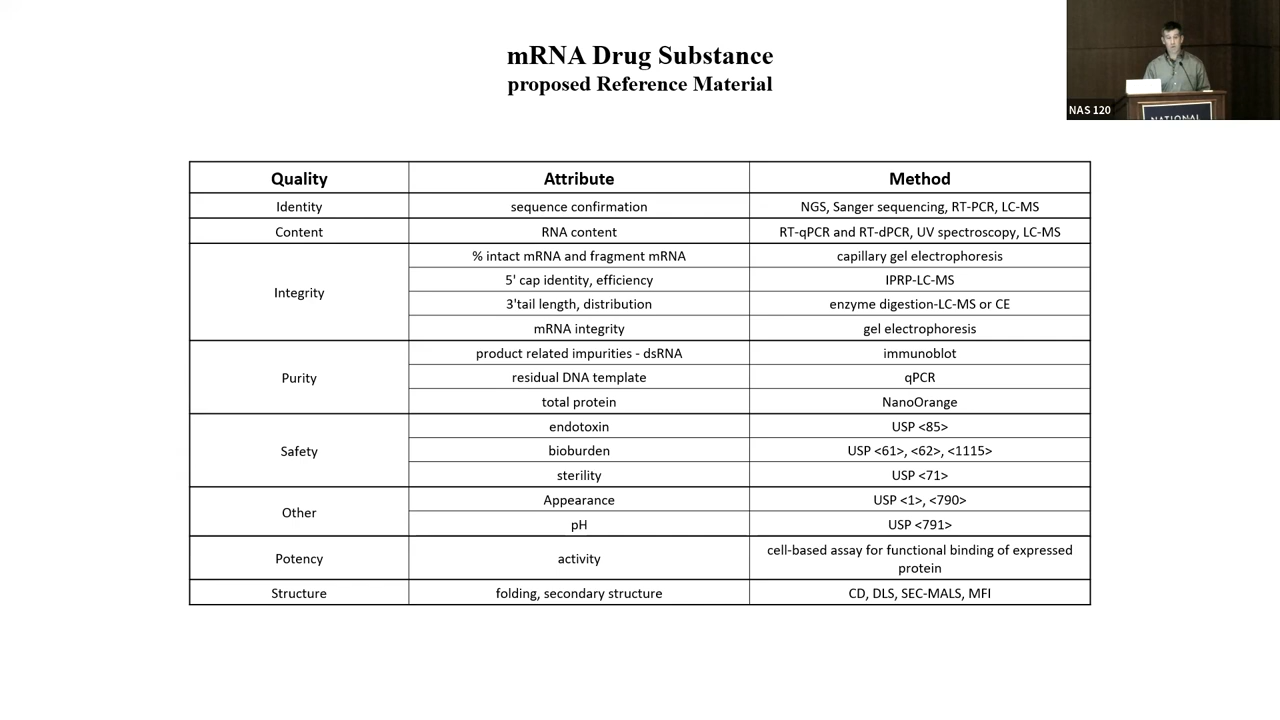 mRNA Drug Substance
proposed Reference Material
NAS 120
NATIONAL
Quality Attribute Method
Identity sequence confirmation NGS, Sanger sequencing, RT-PCR, LC-MS
Content RNA content RT-qPCR and RT-dPCR, UV spectroscopy, LC-MS
Integrity % intact mRNA and fragment mRNA capillary gel electrophoresis
5' cap identity, efficiency IPRP-LC-MS
3'tail length, distribution enzyme digestion-LC-MS or CE
mRNA integrity gel electrophoresis
Purity product related impurities - dsRNA immunoblot
residual DNA template qPCR
total protein NanoOrange
Safety endotoxin USP <85>
bioburden USP <61>, <62>, <1115>
sterility USP <71>
Other Appearance USP <1>, <790>
pH USP <791>
Potency activity cell-based assay for functional binding of expressed
protein
Structure folding, secondary structure CD, DLS, SEC-MALS, MFI